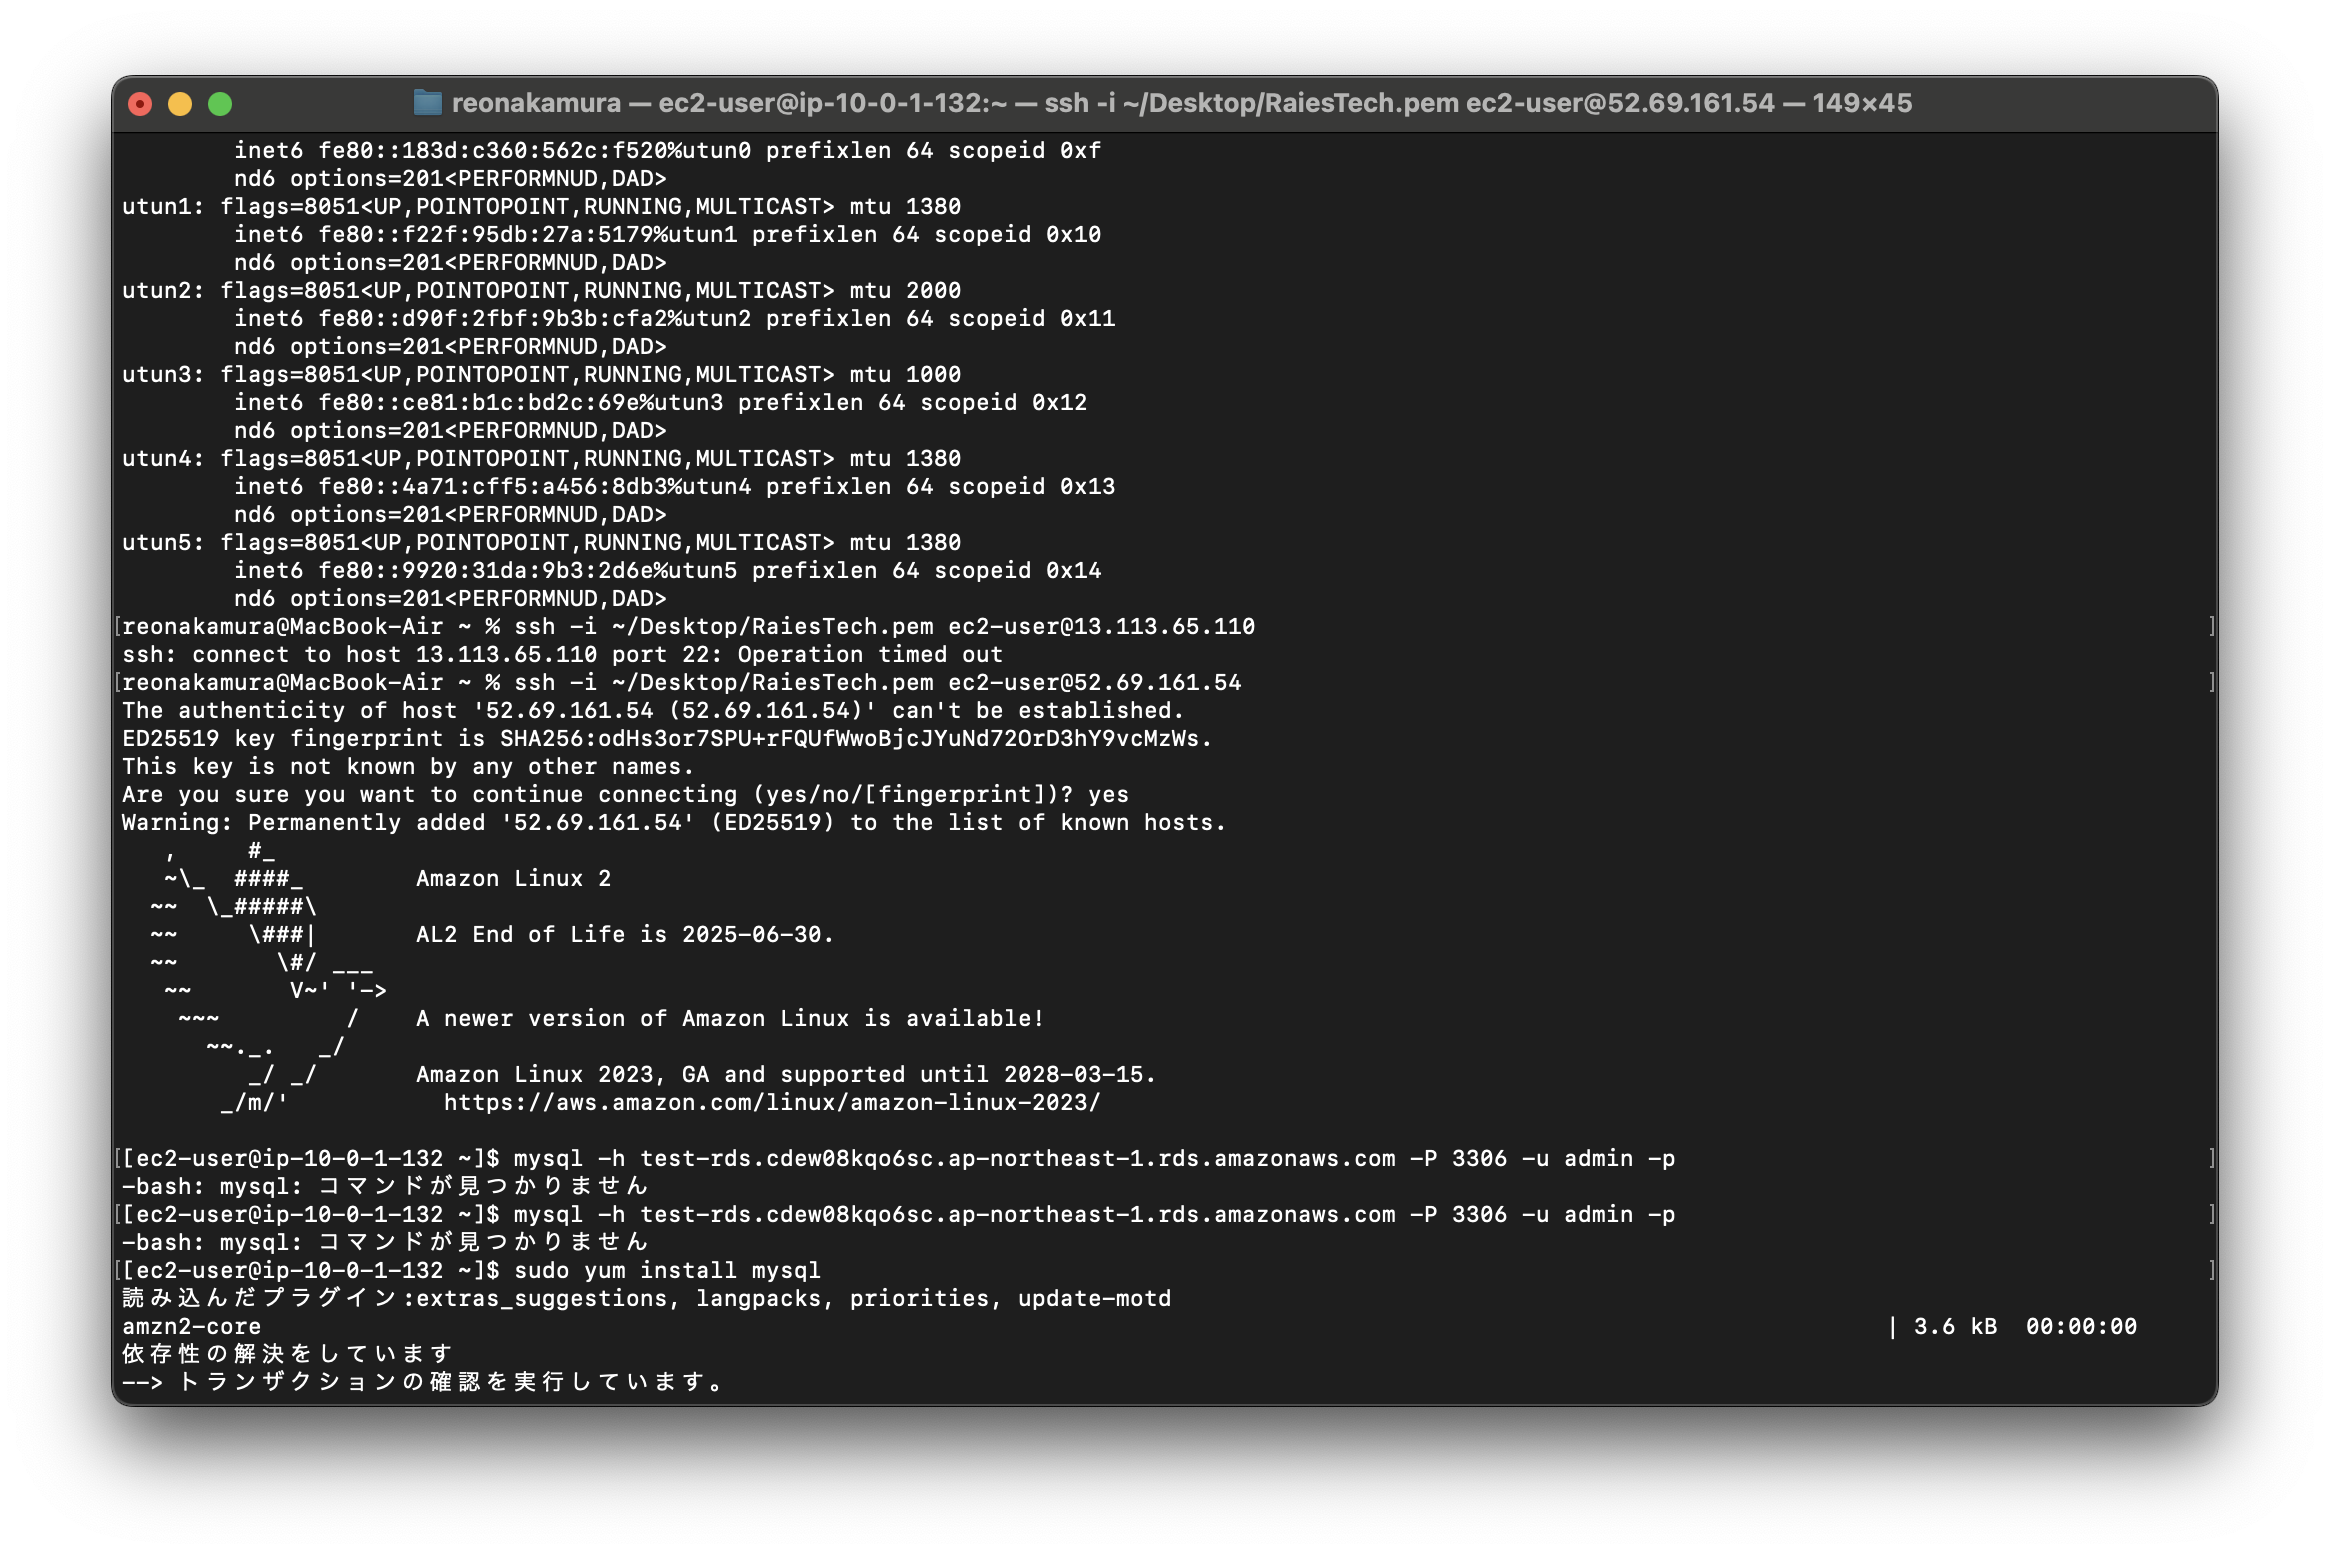 reonakamura — ec2-user@ip-10-0-1-132:~ — ssh -i ~/Desktop/RaiesTech.pem ec2-user@52.69.161.54 — 149×45
inet6 fe80::183d:c360:562c:f520%utun0 prefixlen 64 scopeid 0xf
nd6 options=201<PERFORMNUD,DAD>
utun1: flags=8051<UP,POINTOPOINT,RUNNING,MULTICAST> mtu 1380
inet6 fe80::f22f:95db:27a:5179%utun1 prefixlen 64 scopeid 0x10
nd6 options=201<PERFORMNUD,DAD>
utun2: flags=8051<UP,POINTOPOINT,RUNNING,MULTICAST> mtu 2000
inet6 fe80::d90f:2fbf:9b3b:cfa2%utun2 prefixlen 64 scopeid 0x11
nd6 options=201<PERFORMNUD,DAD>
utun3: flags=8051<UP,POINTOPOINT,RUNNING,MULTICAST> mtu 1000
inet6 fe80::ce81:b1c:bd2c:69e%utun3 prefixlen 64 scopeid 0x12
nd6 options=201<PERFORMNUD,DAD>
utun4: flags=8051<UP,POINTOPOINT,RUNNING,MULTICAST> mtu 1380
inet6 fe80::4a71:cff5:a456:8db3%utun4 prefixlen 64 scopeid 0x13
nd6 options=201<PERFORMNUD,DAD>
utun5: flags=8051<UP,POINTOPOINT,RUNNING,MULTICAST> mtu 1380
inet6 fe80::9920:31da:9b3:2d6e%utun5 prefixlen 64 scopeid 0x14
nd6 options=201<PERFORMNUD,DAD>
[reonakamura@MacBook-Air ~ % ssh -i ~/Desktop/RaiesTech.pem ec2-user@13.113.65.110 ]
ssh: connect to host 13.113.65.110 port 22: Operation timed out
[reonakamura@MacBook-Air ~ % ssh -i ~/Desktop/RaiesTech.pem ec2-user@52.69.161.54 ]
The authenticity of host '52.69.161.54 (52.69.161.54)' can't be established.
ED25519 key fingerprint is SHA256:odHs3or7SPU+rFQUfWwoBjcJYuNd72OrD3hY9vcMzWs.
This key is not known by any other names.
Are you sure you want to continue connecting (yes/no/[fingerprint])? yes
Warning: Permanently added '52.69.161.54' (ED25519) to the list of known hosts.
   ,     #_
   ~\_  ####_        Amazon Linux 2
  ~~  \_#####\
  ~~     \###|       AL2 End of Life is 2025-06-30.
  ~~       \#/ ___
   ~~       V~' '->
    ~~~         /    A newer version of Amazon Linux is available!
      ~~._.   _/
         _/ _/       Amazon Linux 2023, GA and supported until 2028-03-15.
       _/m/'           https://aws.amazon.com/linux/amazon-linux-2023/
[[ec2-user@ip-10-0-1-132 ~]$ mysql -h test-rds.cdew08kqo6sc.ap-northeast-1.rds.amazonaws.com -P 3306 -u admin -p ]
-bash: mysql: コマンドが見つかりません
[[ec2-user@ip-10-0-1-132 ~]$ mysql -h test-rds.cdew08kqo6sc.ap-northeast-1.rds.amazonaws.com -P 3306 -u admin -p ]
-bash: mysql: コマンドが見つかりません
[[ec2-user@ip-10-0-1-132 ~]$ sudo yum install mysql ]
読み込んだプラグイン:extras_suggestions, langpacks, priorities, update-motd
amzn2-core | 3.6 kB 00:00:00
依存性の解決をしています
--> トランザクションの確認を実行しています。